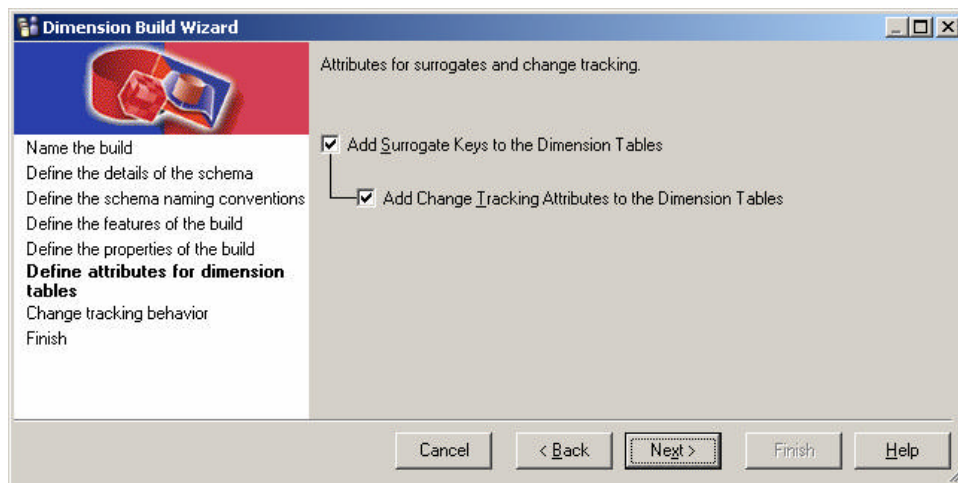 Dimension Build Wizard
Attributes for surrogates and change tracking.
Name the build
Define the details of the schema
Define the schema naming conventions
Define the features of the build
Define the properties of the build
Define attributes for dimension
tables
Change tracking behavior
Finish
Add Surrogate Keys to the Dimension Tables
Add Change Tracking Attributes to the Dimension Tables
Cancel
< Back
Next >
Finish
Help